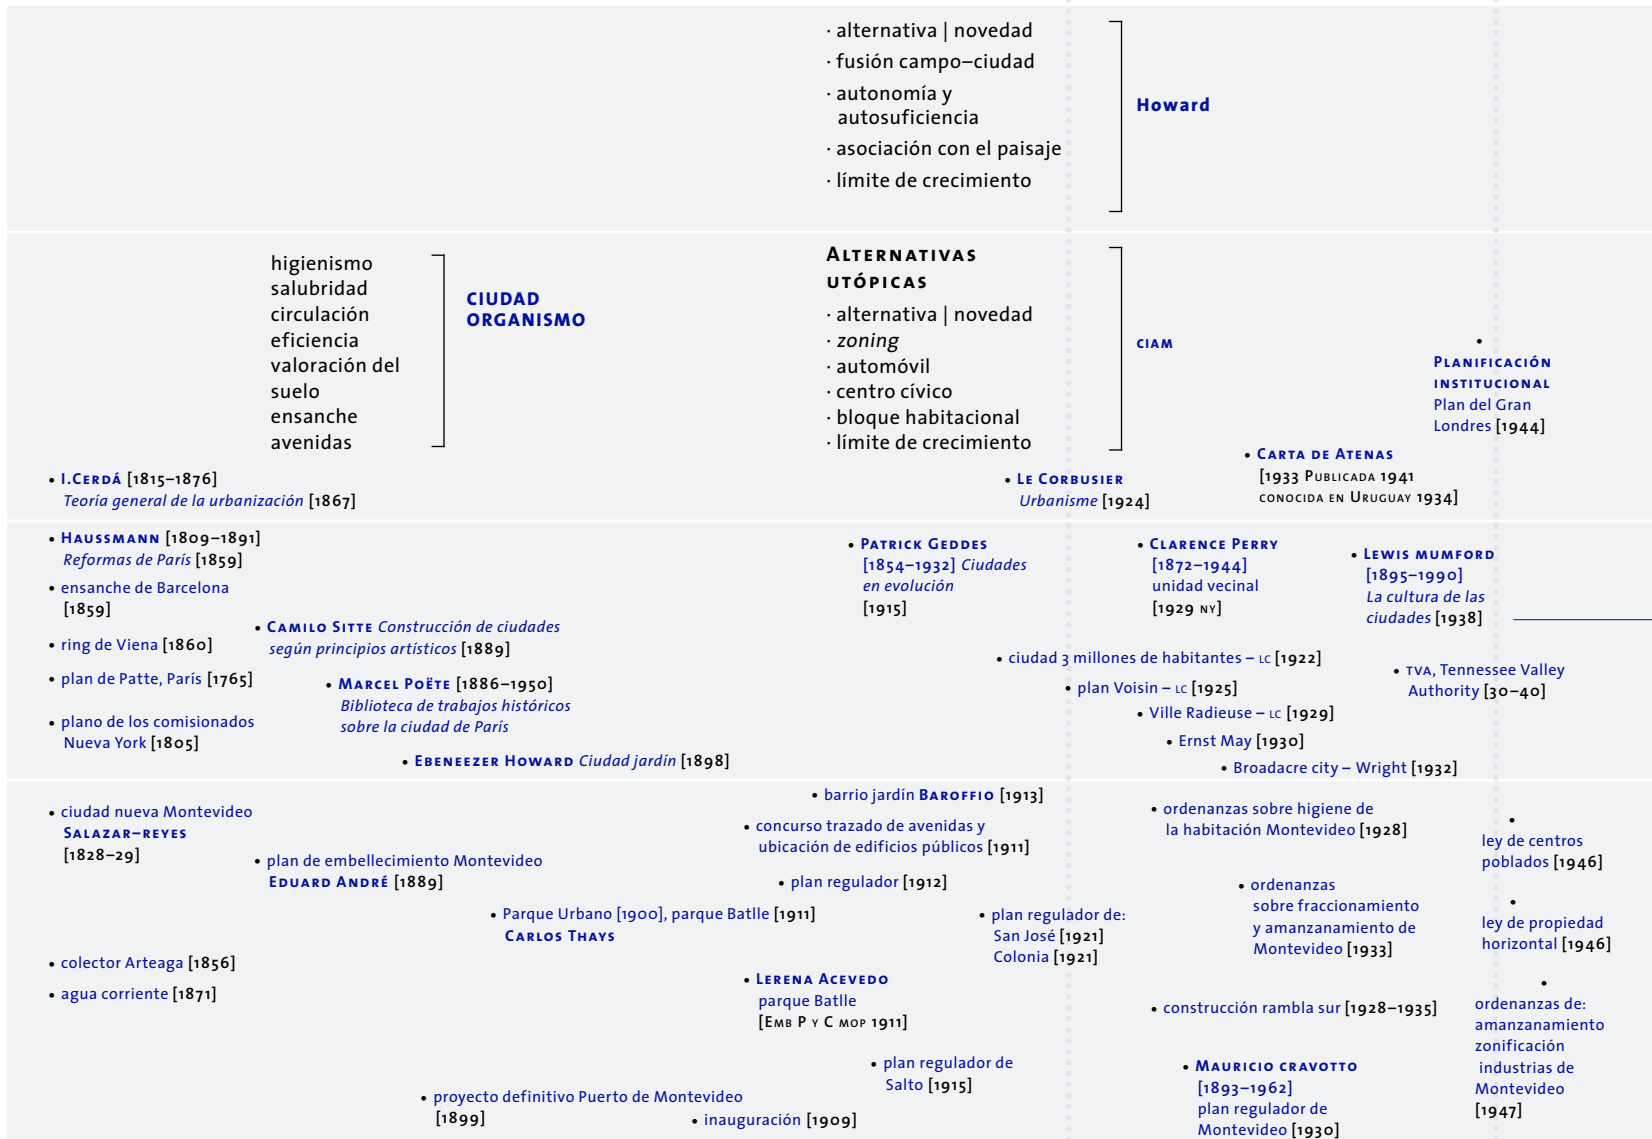 · alternativa | novedad
· fusión campo–ciudad
· autonomía y
autosuficiencia
· asociación con el paisaje
· límite de crecimiento
Howard
higienismo
salubridad
circulación
eficiencia
valoración del
suelo
ensanche
avenidas
CIUDAD
ORGANISMO
ALTERNATIVAS
UTÓPICAS
· alternativa | novedad
· zoning
· automóvil
· centro cívico
· bloque habitacional
· límite de crecimiento
CIAM
•
PLANIFICACIÓN
INSTITUCIONAL
Plan del Gran
Londres [1944]
• I.CERDÁ [1815–1876]
Teoría general de la urbanización [1867]
• LE CORBUSIER
Urbanisme [1924]
• CARTA DE ATENAS
[1933 PUBLICADA 1941
CONOCIDA EN URUGUAY 1934]
• HAUSSMANN [1809–1891]
Reformas de París [1859]
• ensanche de Barcelona
[1859]
• ring de Viena [1860]
• plan de Patte, París [1765]
• plano de los comisionados
Nueva York [1805]
• CAMILO SITTE Construcción de ciudades
según principios artísticos [1889]
• MARCEL POËTE [1886–1950]
Biblioteca de trabajos históricos
sobre la ciudad de París
• EBENEEZER HOWARD Ciudad jardín [1898]
• PATRICK GEDDES
[1854–1932] Ciudades
en evolución
[1915]
• CLARENCE PERRY
[1872–1944]
unidad vecinal
[1929 NY]
• LEWIS MUMFORD
[1895–1990]
La cultura de las
ciudades [1938]
• ciudad 3 millones de habitantes – LC [1922]
• plan Voisin – LC [1925]
• Ville Radieuse – LC [1929]
• Ernst May [1930]
• Broadacre city – Wright [1932]
• TVA, Tennessee Valley
Authority [30–40]
• ciudad nueva Montevideo
SALAZAR–REYES
[1828–29]
• plan de embellecimiento Montevideo
EDUARD ANDRÉ [1889]
• Parque Urbano [1900], parque Batlle [1911]
CARLOS THAYS
• colector Arteaga [1856]
• agua corriente [1871]
• barrio jardín BAROFFIO [1913]
• concurso trazado de avenidas y
ubicación de edificios públicos [1911]
• plan regulador [1912]
• plan regulador de:
San José [1921]
Colonia [1921]
• LERENA ACEVEDO
parque Batlle
[EMB P Y C MOP 1911]
• plan regulador de
Salto [1915]
• proyecto definitivo Puerto de Montevideo
[1899]
• inauguración [1909]
• ordenanzas sobre higiene de
la habitación Montevideo [1928]
• ordenanzas
sobre fraccionamiento
y amanzanamiento de
Montevideo [1933]
• construcción rambla sur [1928–1935]
• MAURICIO CRAVOTTO
[1893–1962]
plan regulador de
Montevideo [1930]
•
ley de centros
poblados [1946]
•
ley de propiedad
horizontal [1946]
•
ordenanzas de:
amanzanamiento
zonificación
industrias de
Montevideo
[1947]